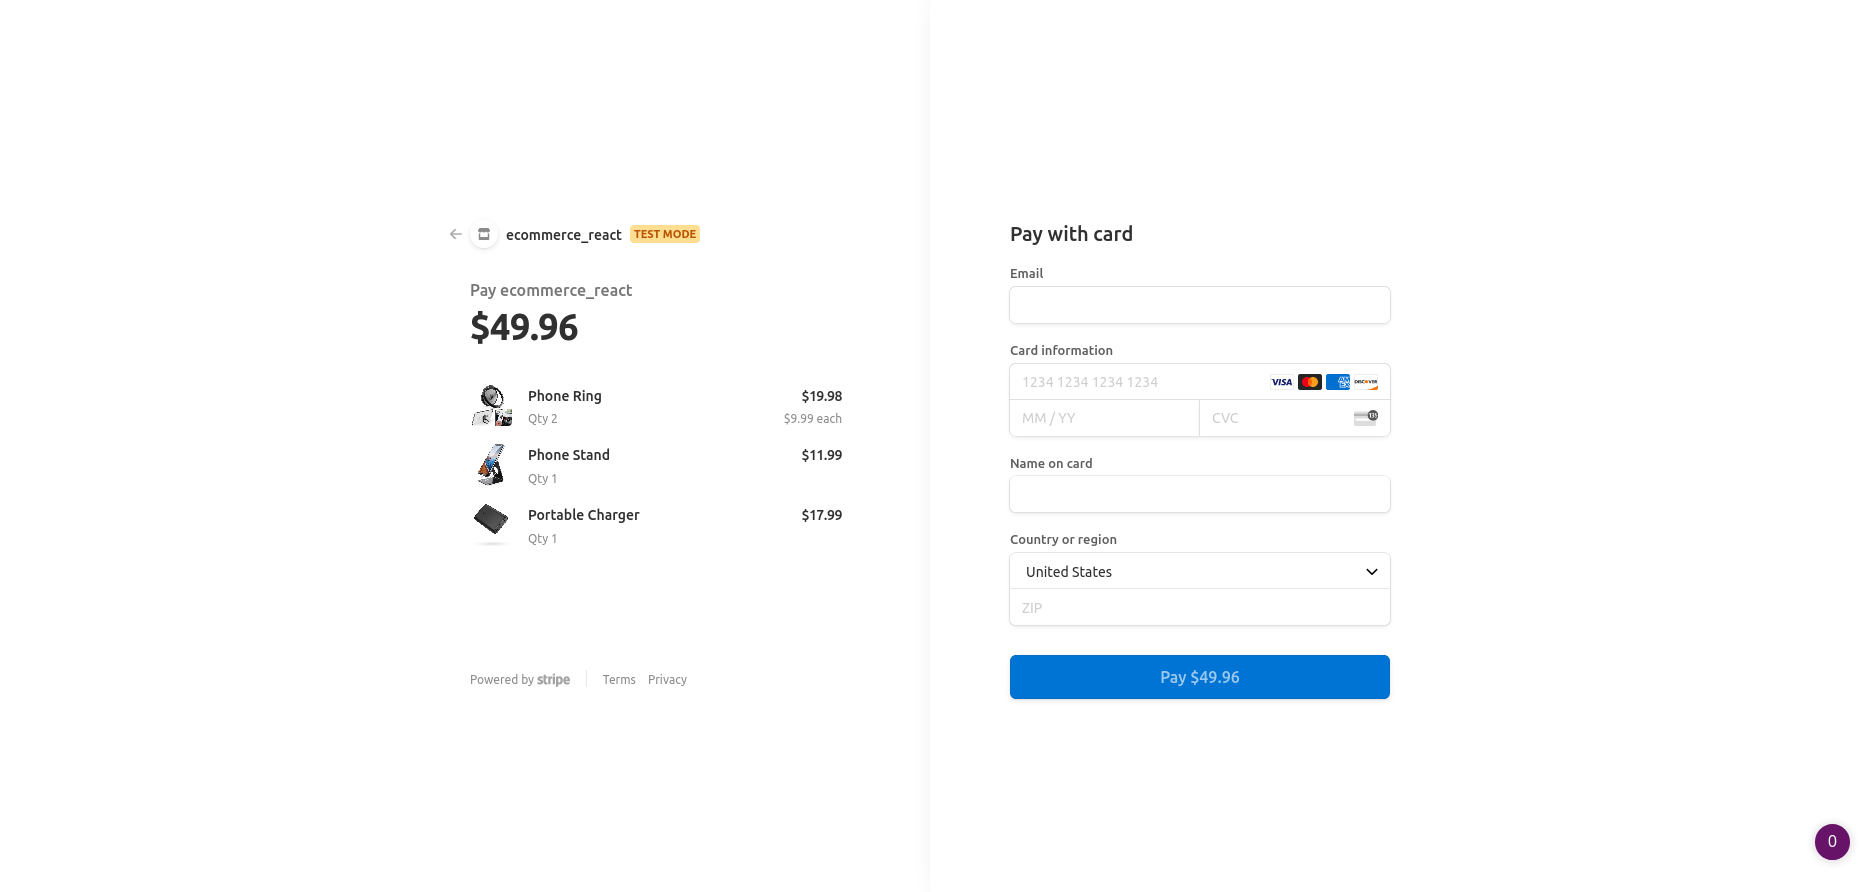 ecommerce_react TEST MODE
Pay ecommerce_react
$49.96
Phone Ring $19.98
Qty 2 $9.99 each
Phone Stand $11.99
Qty 1
Portable Charger $17.99
Qty 1
Powered by stripe Terms Privacy
Pay with card
Email
Card information
1234 1234 1234 1234 VISA AMEX DISCOVER
MM / YY CVC 135
Name on card
Country or region
United States
ZIP
Pay $49.96
0